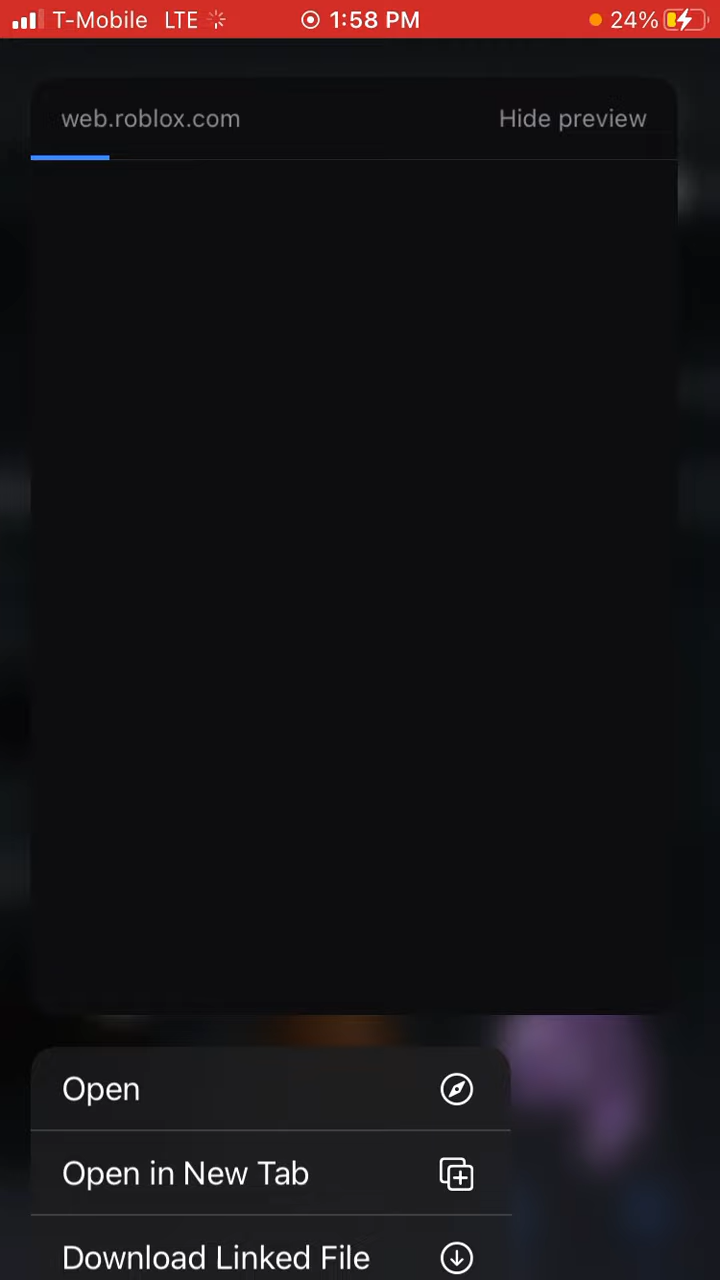 T-Mobile LTE 1:58 PM 24%
web.roblox.com Hide preview
Open
Open in New Tab
Download Linked File